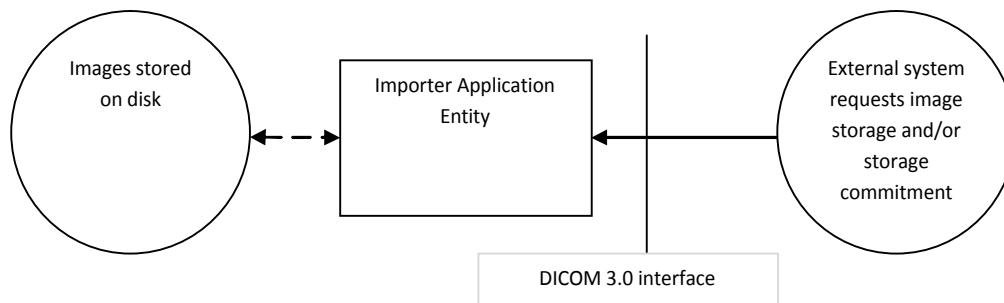 Images stored
on disk
Importer Application
Entity
External system
requests image
storage and/or
storage
commitment
DICOM 3.0 interface